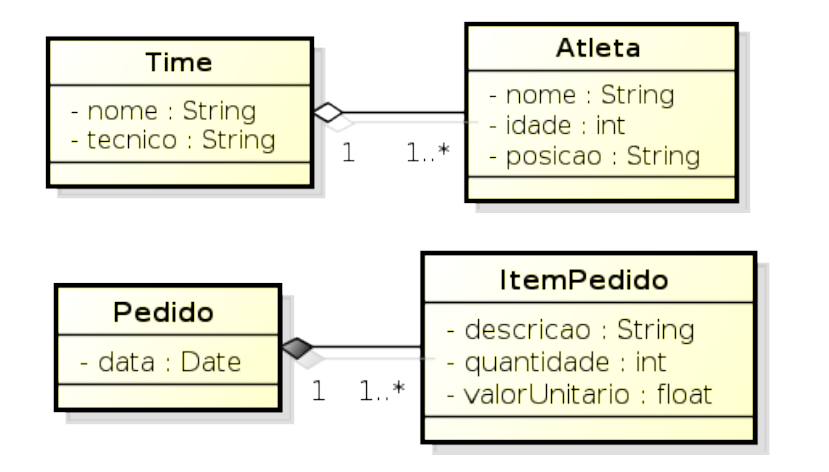 Time
- nome : String
- tecnico : String
1
1..*
Atleta
- nome : String
- idade : int
- posicao : String
Pedido
- data : Date
1
1..*
ItemPedido
- descricao : String
- quantidade : int
- valorUnitario : float